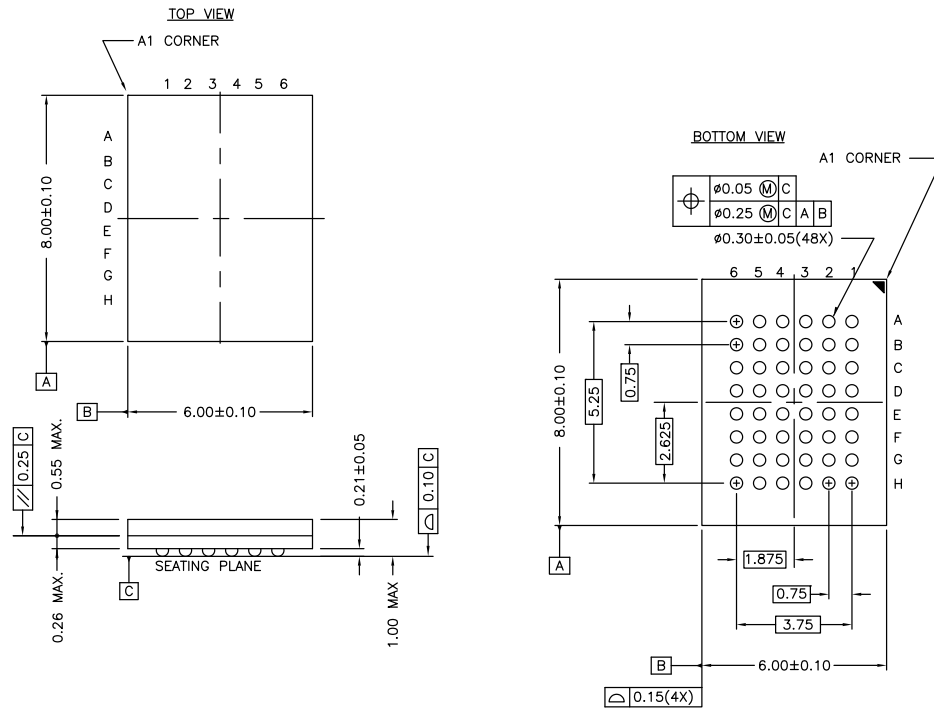 TOP VIEW
A1 CORNER
1 2 3 4 5 6
A
B
C
D
E
F
G
H
8.00±0.10
A
B
6.00±0.10
// 0.25 C
0.55 MAX.
0.26 MAX.
0.21±0.05
⌓ 0.10 C
SEATING PLANE
C
1.00 MAX
BOTTOM VIEW
A1 CORNER
⌖ ø0.05 Ⓜ C
ø0.25 Ⓜ C A B
ø0.30±0.05(48X)
6 5 4 3 2 1
A
B
C
D
E
F
G
H
8.00±0.10
5.25
0.75
2.625
A
1.875
0.75
3.75
B
6.00±0.10
⌓ 0.15(4X)